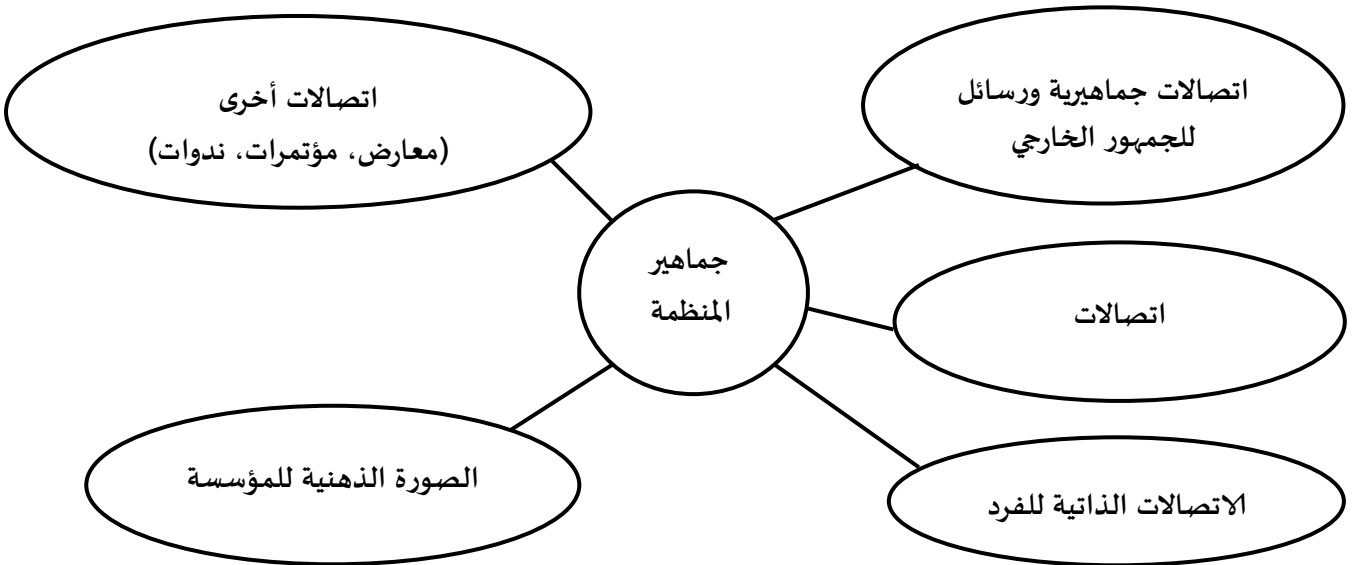 اتصالات جماهيرية ورسائل
للجمهور الخارجي
اتصالات أخرى
(معارض، مؤتمرات، ندوات)
جماهير
المنظمة
اتصالات
الاتصالات الذاتية للفرد
الصورة الذهنية للمؤسسة